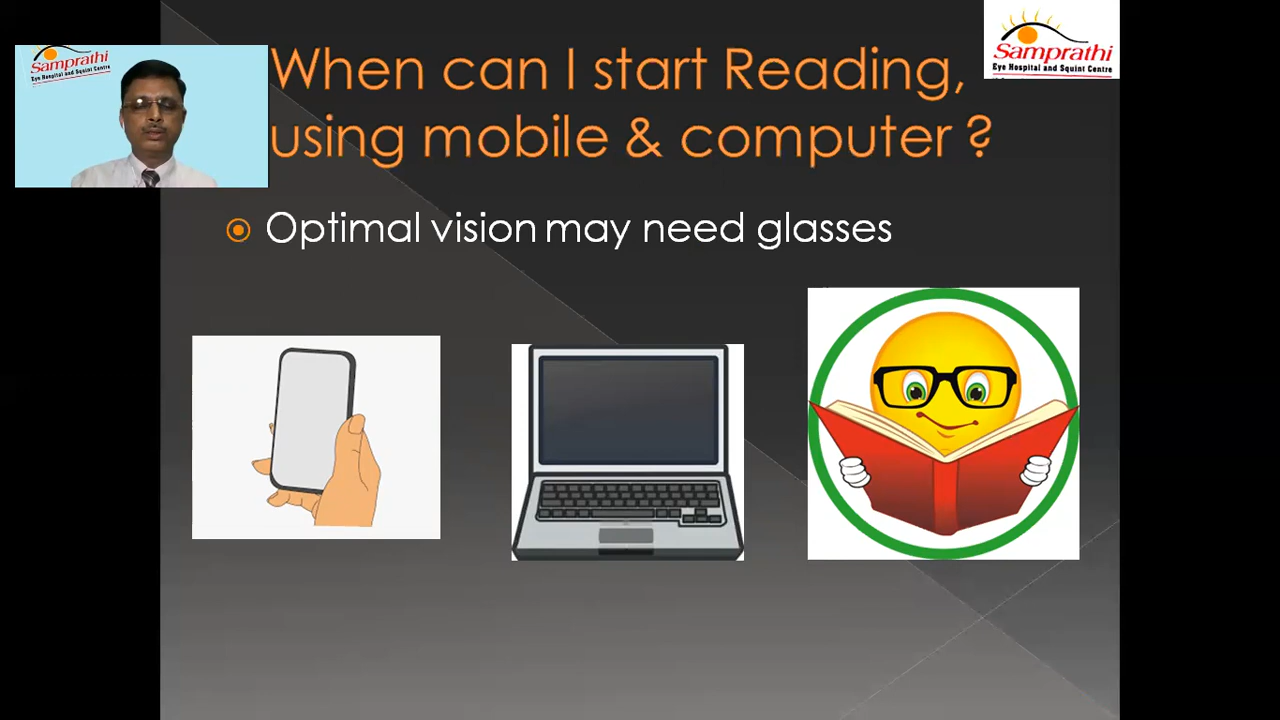 Samprathi
Eye Hospital and Squint Centre
When can I start Reading,
using mobile & computer ?
Samprathi
Eye Hospital and Squint Centre
Optimal vision may need glasses